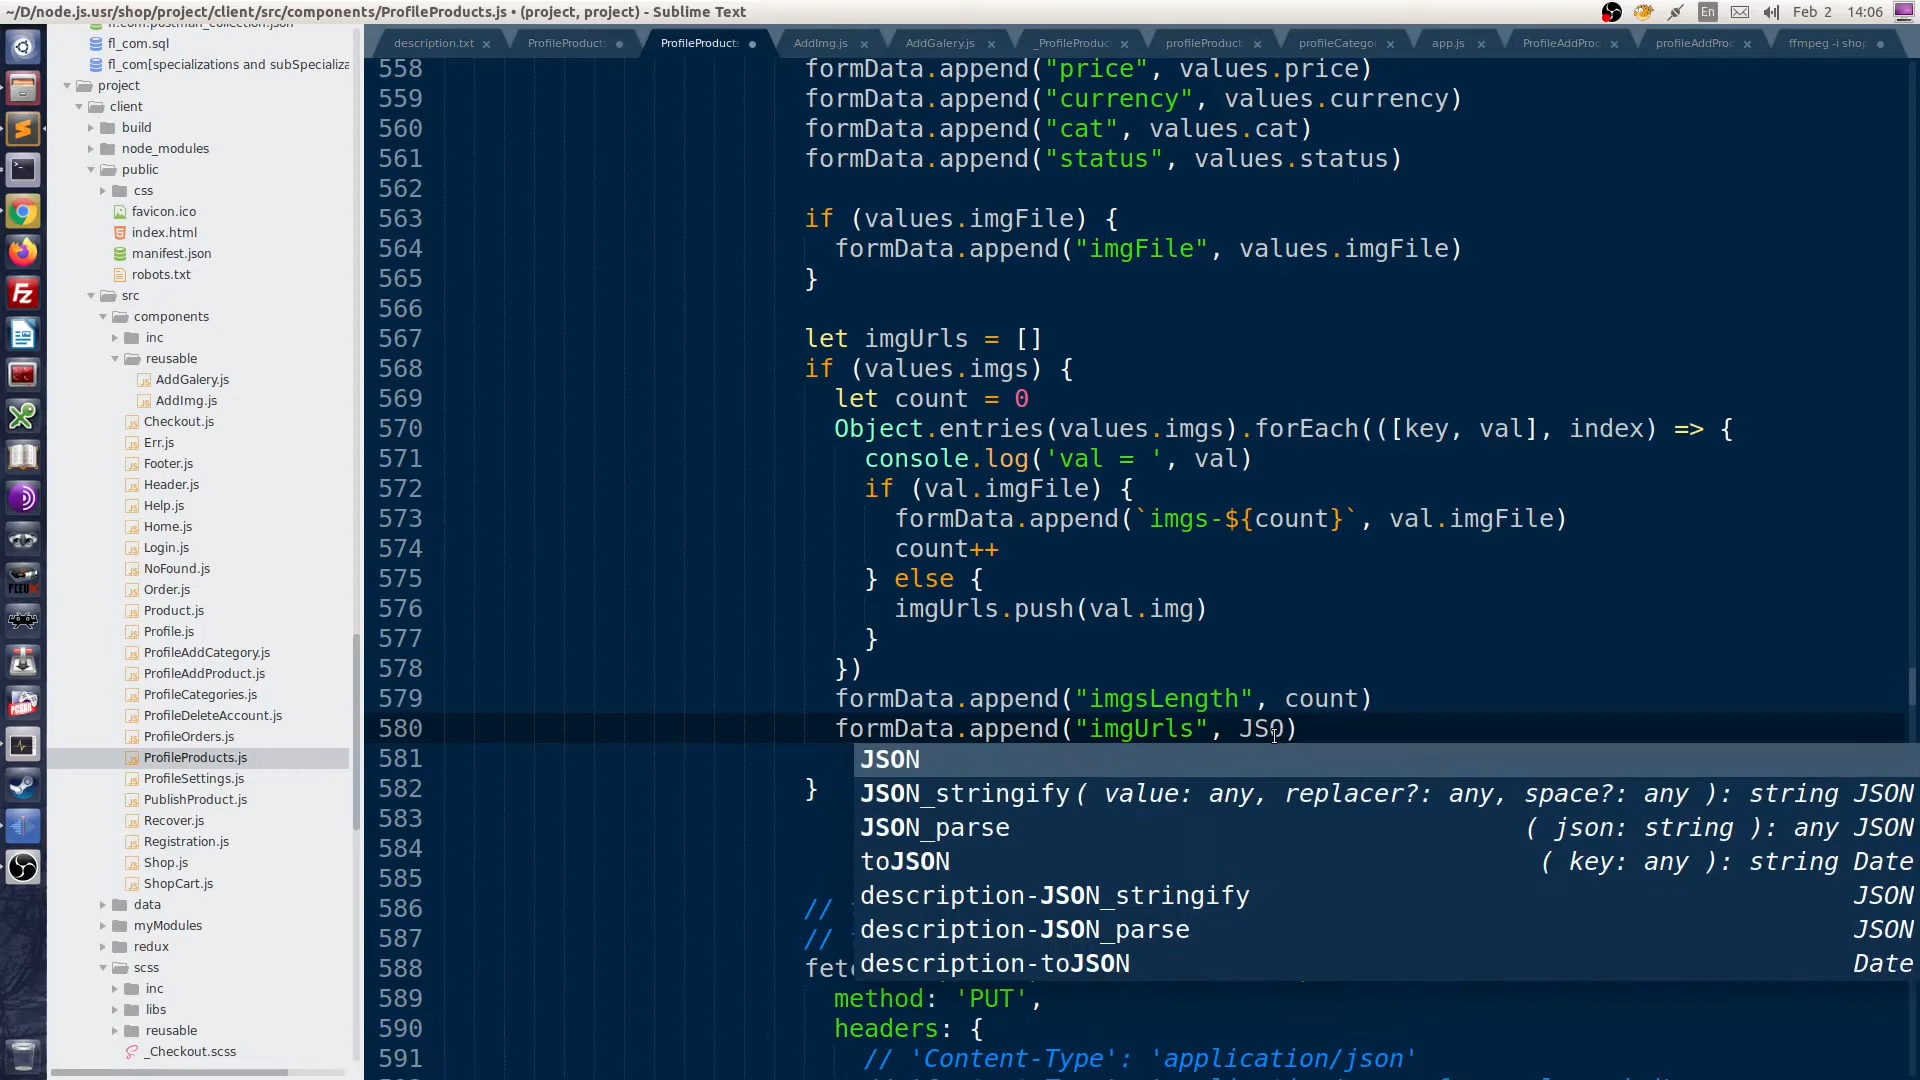 ~/D/node.js.usr/shop/project/client/src/components/ProfileProducts.js • (project, project) - Sublime Text
En
Feb 2
14:06
fl_com.postman_collection.json
fl_com.sql
fl_com[specializations and subSpecializa
project
client
build
node_modules
public
css
favicon.ico
index.html
manifest.json
robots.txt
src
components
inc
reusable
AddGalery.js
AddImg.js
Checkout.js
Err.js
Footer.js
Header.js
Help.js
Home.js
Login.js
NoFound.js
Order.js
Product.js
Profile.js
ProfileAddCategory.js
ProfileAddProduct.js
ProfileCategories.js
ProfileDeleteAccount.js
ProfileOrders.js
ProfileProducts.js
ProfileSettings.js
PublishProduct.js
Recover.js
Registration.js
Shop.js
ShopCart.js
data
myModules
redux
scss
inc
libs
reusable
_Checkout.scss
description.txt
ProfileProducts
ProfileProducts
AddImg.js
AddGalery.js
_ProfileProduc
profileProduct
profileCatego
app.js
ProfileAddProc
profileAddProc
ffmpeg -i sho
558 formData.append("price", values.price)
559 formData.append("currency", values.currency)
560 formData.append("cat", values.cat)
561 formData.append("status", values.status)
562
563 if (values.imgFile) {
564 formData.append("imgFile", values.imgFile)
565 }
566
567 let imgUrls = []
568 if (values.imgs) {
569 let count = 0
570 Object.entries(values.imgs).forEach(([key, val], index) => {
571 console.log('val = ', val)
572 if (val.imgFile) {
573 formData.append(`imgs-${count}`, val.imgFile)
574 count++
575 } else {
576 imgUrls.push(val.img)
577 }
578 })
579 formData.append("imgsLength", count)
580 formData.append("imgUrls", JSO)
581 JSON
JSON_stringify( value: any, replacer?: any, space?: any ): string JSON
582 }
583 JSON_parse ( json: string ): any JSON
584 toJSON ( key: any ): string Date
585 description-JSON_stringify JSON
586 //
587 // description-JSON_parse JSON
588 fet description-toJSON Date
589 method: 'PUT',
590 headers: {
591 // 'Content-Type': 'application/json'